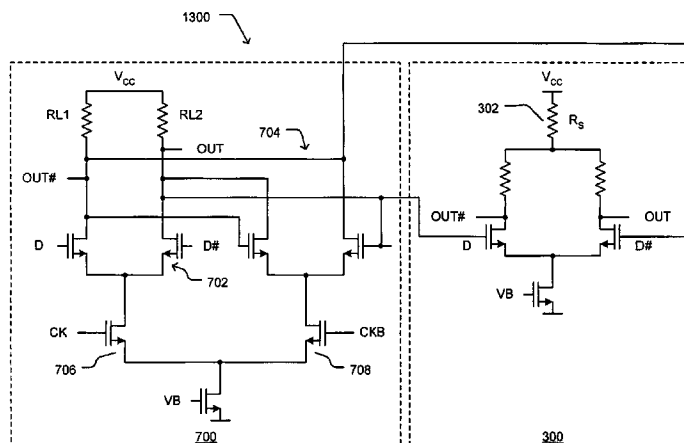 1300
VCC
RL1
RL2
704
OUT
OUT#
D
D#
702
CK
CKB
706
708
VB
700
VCC
302
RS
OUT#
OUT
D
D#
VB
300